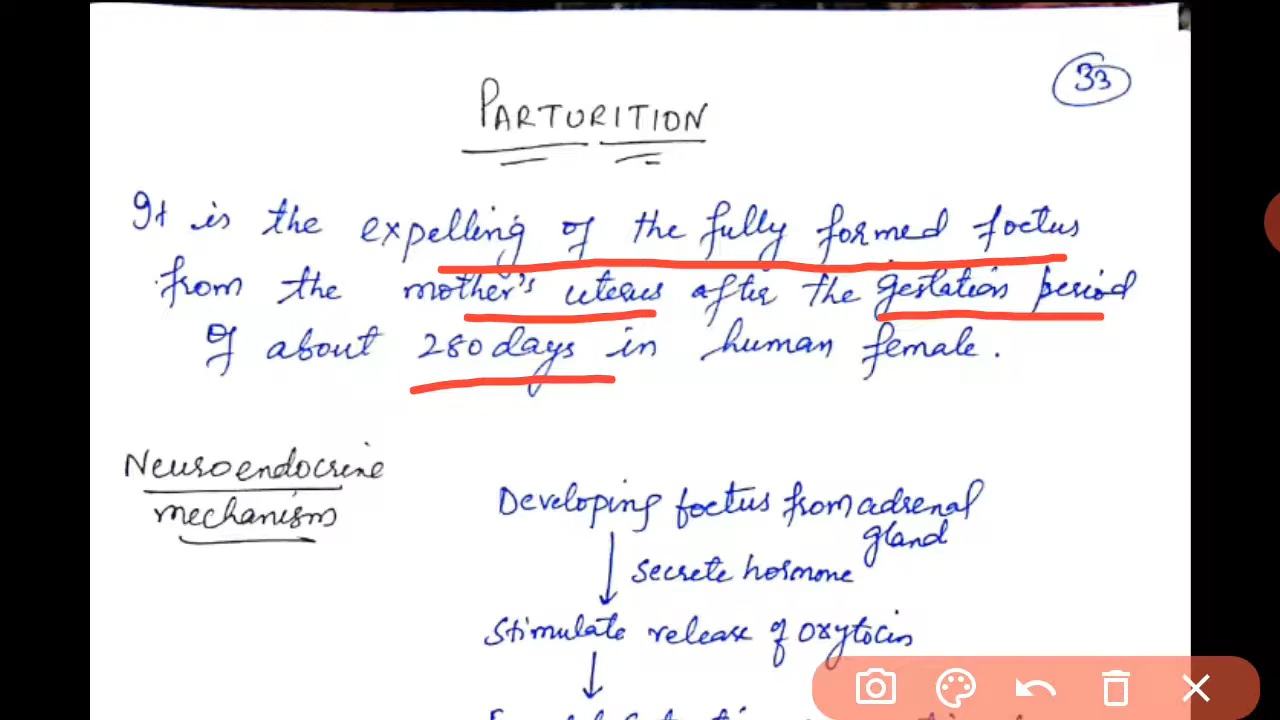 33
PARTURITION
It is the expelling of the fully formed foetus
from the mother's uterus after the gestation period
of about 280 days in human female.
Neuroendocrine
mechanism
Developing foetus from adrenal
gland
secrete hormone
Stimulate release of oxytocin